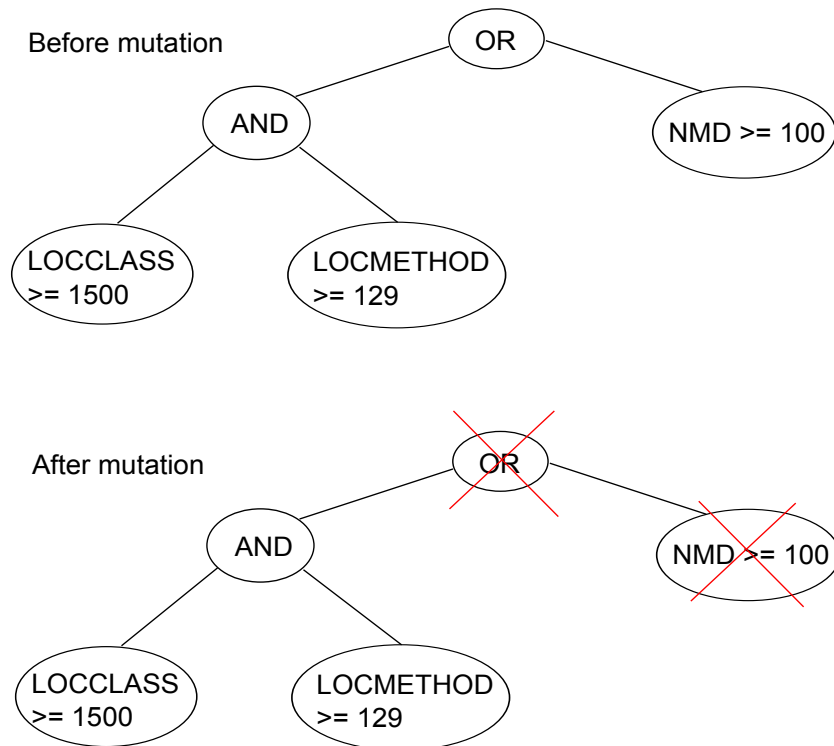 Before mutation
OR
AND
NMD >= 100
LOCCLASS
>= 1500
LOCMETHOD
>= 129
After mutation
OR
AND
NMD >= 100
LOCCLASS
>= 1500
LOCMETHOD
>= 129